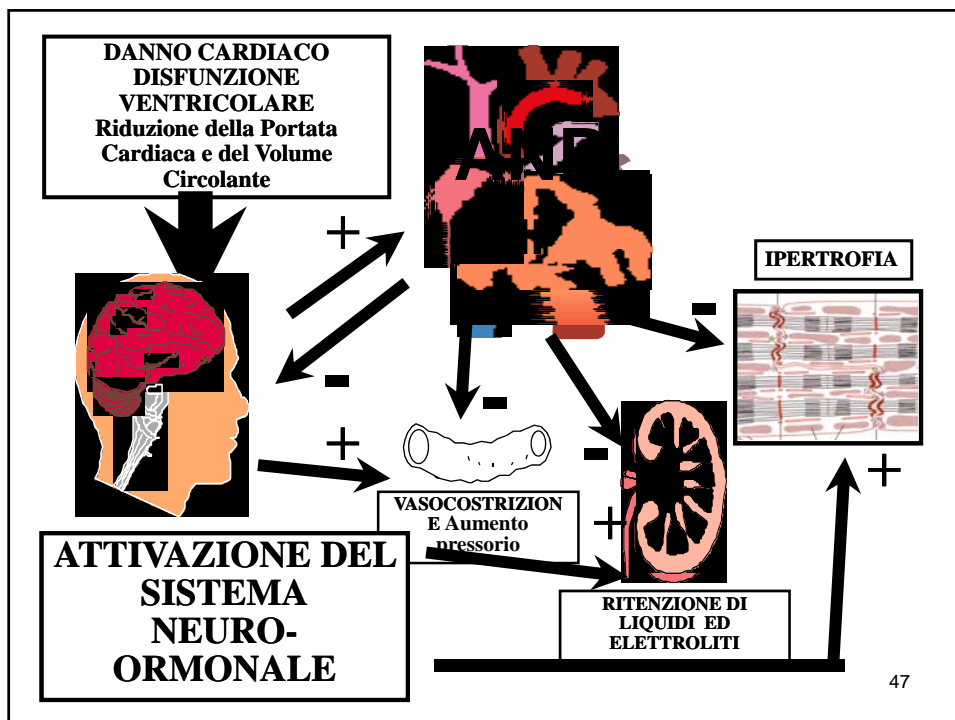 DANNO CARDIACO
DISFUNZIONE
VENTRICOLARE
Riduzione della Portata
Cardiaca e del Volume
Circolante
ANP
+
-
IPERTROFIA
-
-
+
-
+
+
VASOCOSTRIZION
E Aumento
pressorio
ATTIVAZIONE DEL
SISTEMA
NEURO-
ORMONALE
RITENZIONE DI
LIQUIDI ED
ELETTROLITI
47